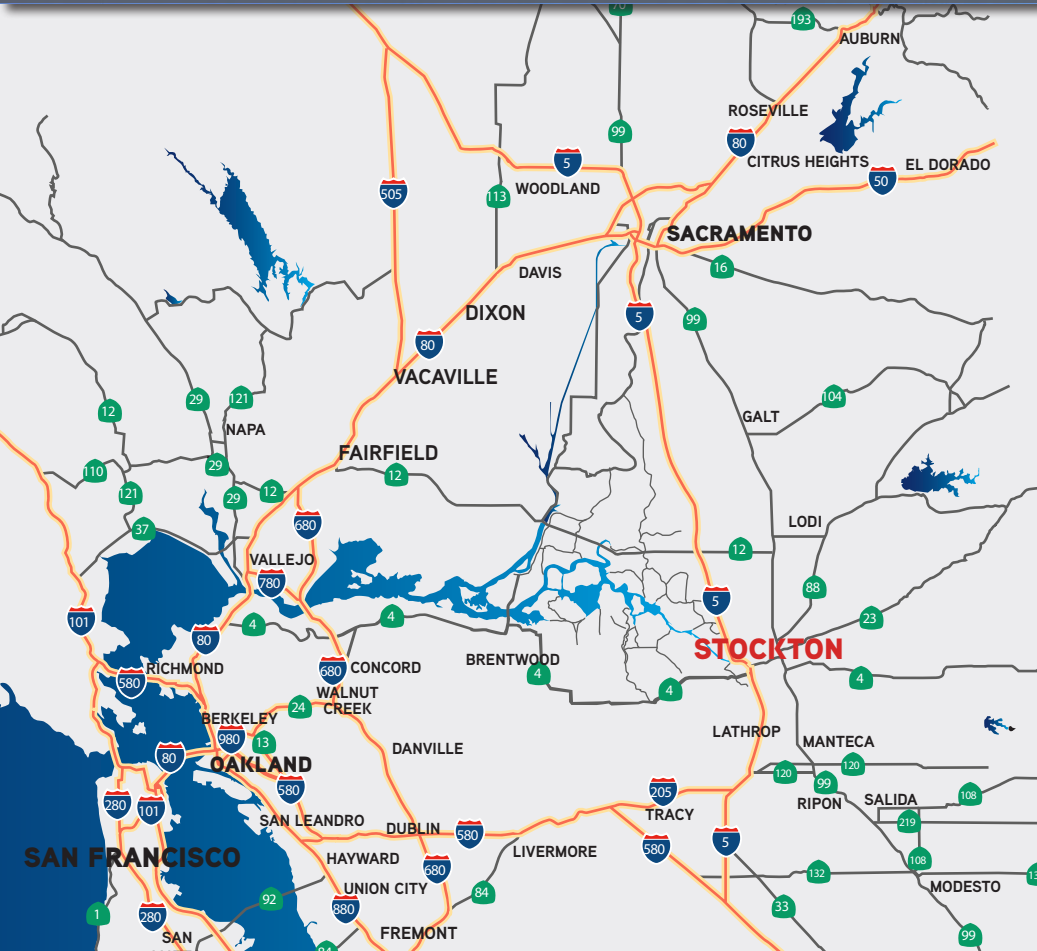 70
193
AUBURN
ROSEVILLE
99
80
5
CITRUS HEIGHTS
EL DORADO
50
WOODLAND
505
113
SACRAMENTO
16
DAVIS
DIXON
5
99
80
VACAVILLE
104
29
121
12
GALT
NAPA
FAIRFIELD
29
110
12
121
29
12
680
LODI
37
12
VALLEJO
780
88
5
101
4
4
23
80
STOCKTON
RICHMOND
BRENTWOOD
680
CONCORD
580
4
4
4
WALNUT
CREEK
24
BERKELEY
980
13
DANVILLE
LATHROP
MANTECA
80
OAKLAND
120
120
99
580
205
RIPON
SALIDA
108
280
101
TRACY
SAN LEANDRO
DUBLIN
580
219
5
580
LIVERMORE
SAN FRANCISCO
HAYWARD
680
108
132
13
UNION CITY
84
MODESTO
92
880
33
1
280
FREMONT
99
SAN
84